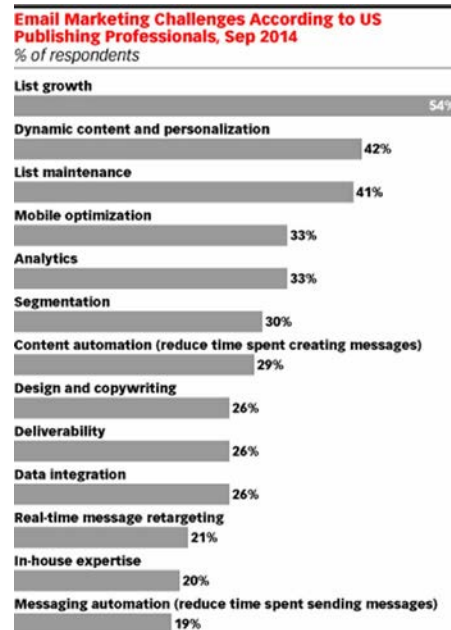 Email Marketing Challenges According to US
Publishing Professionals, Sep 2014
% of respondents
List growth
54%
Dynamic content and personalization
42%
List maintenance
41%
Mobile optimization
33%
Analytics
33%
Segmentation
30%
Content automation (reduce time spent creating messages)
29%
Design and copywriting
26%
Deliverability
26%
Data integration
26%
Real-time message retargeting
21%
In-house expertise
20%
Messaging automation (reduce time spent sending messages)
19%